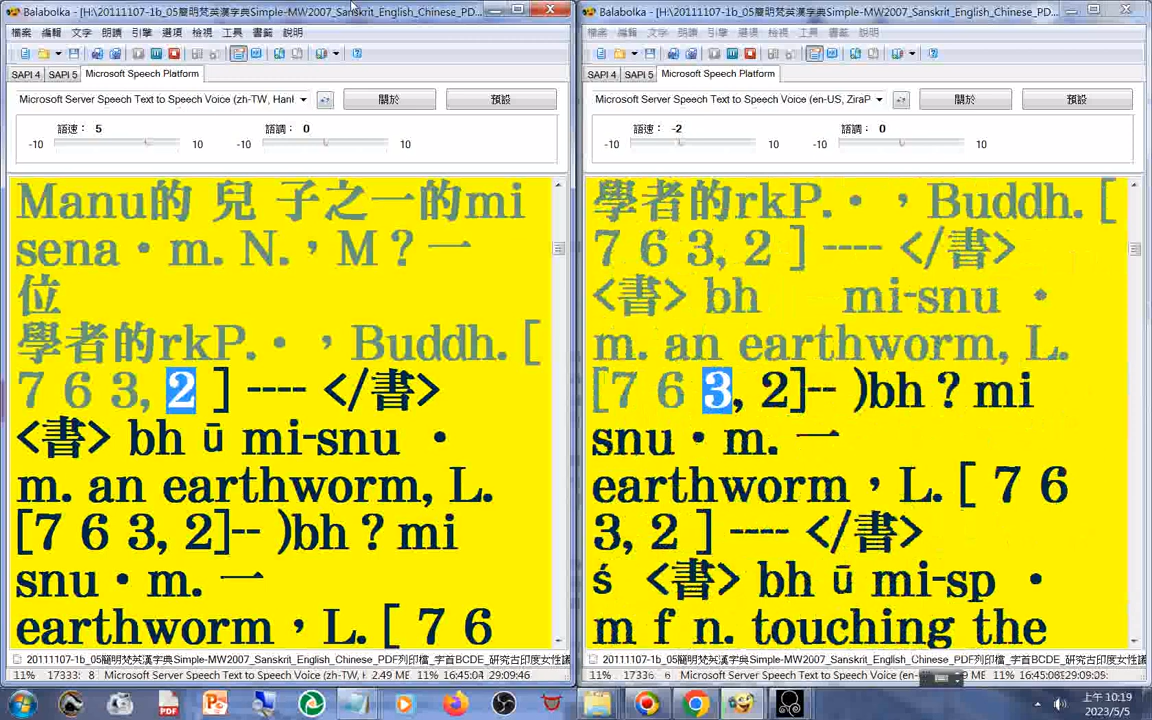 Balabolka - [H:\20111107-1b_05簡明梵英漢字典Simple-MW2007_Sanskrit_English_Chinese_PD...
檔案 編輯 文字 朗讀 引擎 選項 檢視 工具 書籤 說明
SAPI 4 SAPI 5 Microsoft Speech Platform
Microsoft Server Speech Text to Speech Voice (zh-TW, Hanl 關於 預設
語速： 5 語調： 0
-10 10 -10 10
Manu的 兒 子之一的mi
sena・m. N.，M？一
位
學者的rkP.・，Buddh. [
7 6 3, 2 ] ---- </書>
<書> bh ū mi-snu ・
m. an earthworm, L.
[7 6 3, 2]-- )bh？mi
snu・m. 一
earthworm，L. [ 7 6
20111107-1b_05簡明梵英漢字典Simple-MW2007_Sanskrit_English_Chinese_PDF列印檔_字首BCDE_研究古印度女性議
11% 17333: 8 Microsoft Server Speech Text to Speech Voice (zh-TW, H 2.49 ME 11% 16:45:04 29:09:46
Balabolka - [H:\20111107-1b_05簡明梵英漢字典Simple-MW2007_Sanskrit_English_Chinese_PD...
檔案 編輯 文字 朗讀 引擎 選項 檢視 工具 書籤 說明
SAPI 4 SAPI 5 Microsoft Speech Platform
Microsoft Server Speech Text to Speech Voice (en-US, ZiraP 關於 預設
語速： -2 語調： 0
-10 10 -10 10
學者的rkP.・，Buddh. [
7 6 3, 2 ] ---- </書>
<書> bh mi-snu ・
m. an earthworm, L.
[7 6 3, 2]-- )bh？mi
snu・m. 一
earthworm，L. [ 7 6
3, 2 ] ---- </書>
ś <書> bh ū mi-sp ・
m f n. touching the
20111107-1b_05簡明梵英漢字典Simple-MW2007_Sanskrit_English_Chinese_PDF列印檔_字首BCDE_研究古印度女性議
11% 17336 6 Microsoft Server Speech Text to Speech Voice (en-US, 11% 16:45:
上午 10:19
2023/5/5